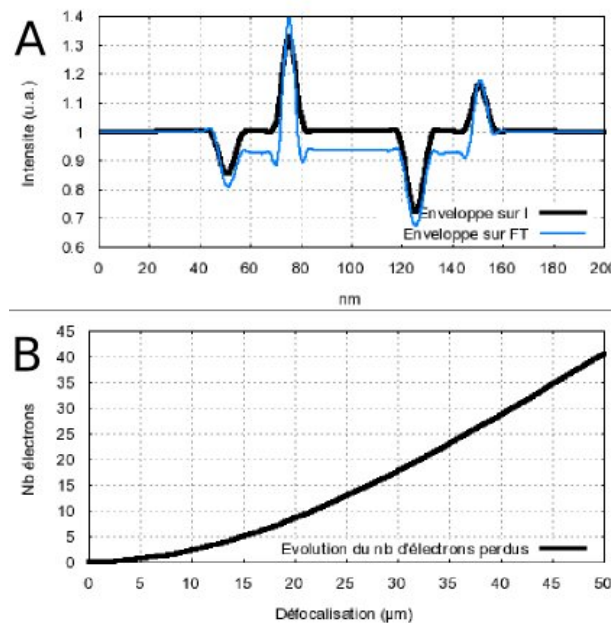 A
1.4
1.3
1.2
1.1
1
0.9
0.8
0.7
0.6
Intensite (u.a.)
Enveloppe sur I
Enveloppe sur FT
0 20 40 60 80 100 120 140 160 180 200
nm
B
45
40
35
30
25
20
15
10
5
0
Nb électrons
Evolution du nb d'électrons perdus
0 5 10 15 20 25 30 35 40 45 50
Défocalisation (µm)